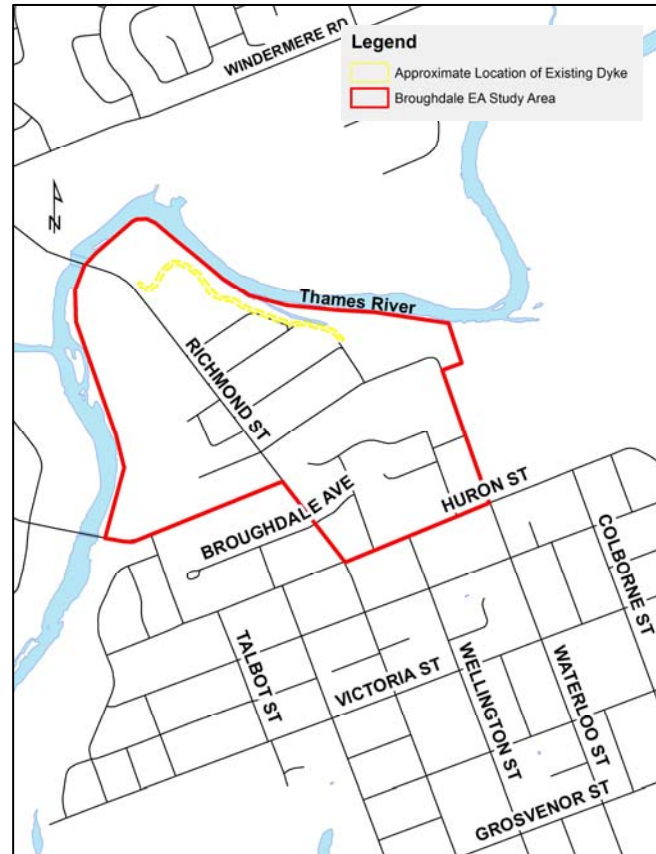 WINDERMERE RD
Legend
Approximate Location of Existing Dyke
Broughdale EA Study Area
N
Thames River
RICHMOND ST
BROUGHDALE AVE
HURON ST
COLBORNE ST
TALBOT ST
VICTORIA ST
WELLINGTON ST
WATERLOO ST
GROSVENOR ST